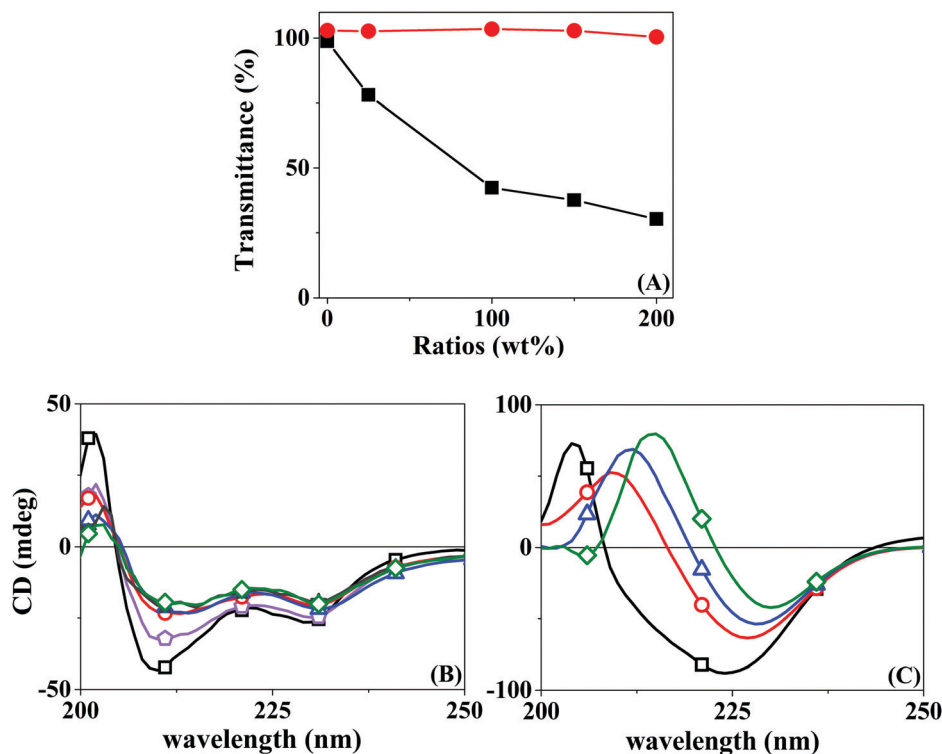 100
50
0
Transmittance (%)
(A)
0
100
200
Ratios (wt%)
50
0
-50
CD (mdeg)
(B)
200
225
250
wavelength (nm)
100
0
-100
(C)
200
225
250
wavelength (nm)